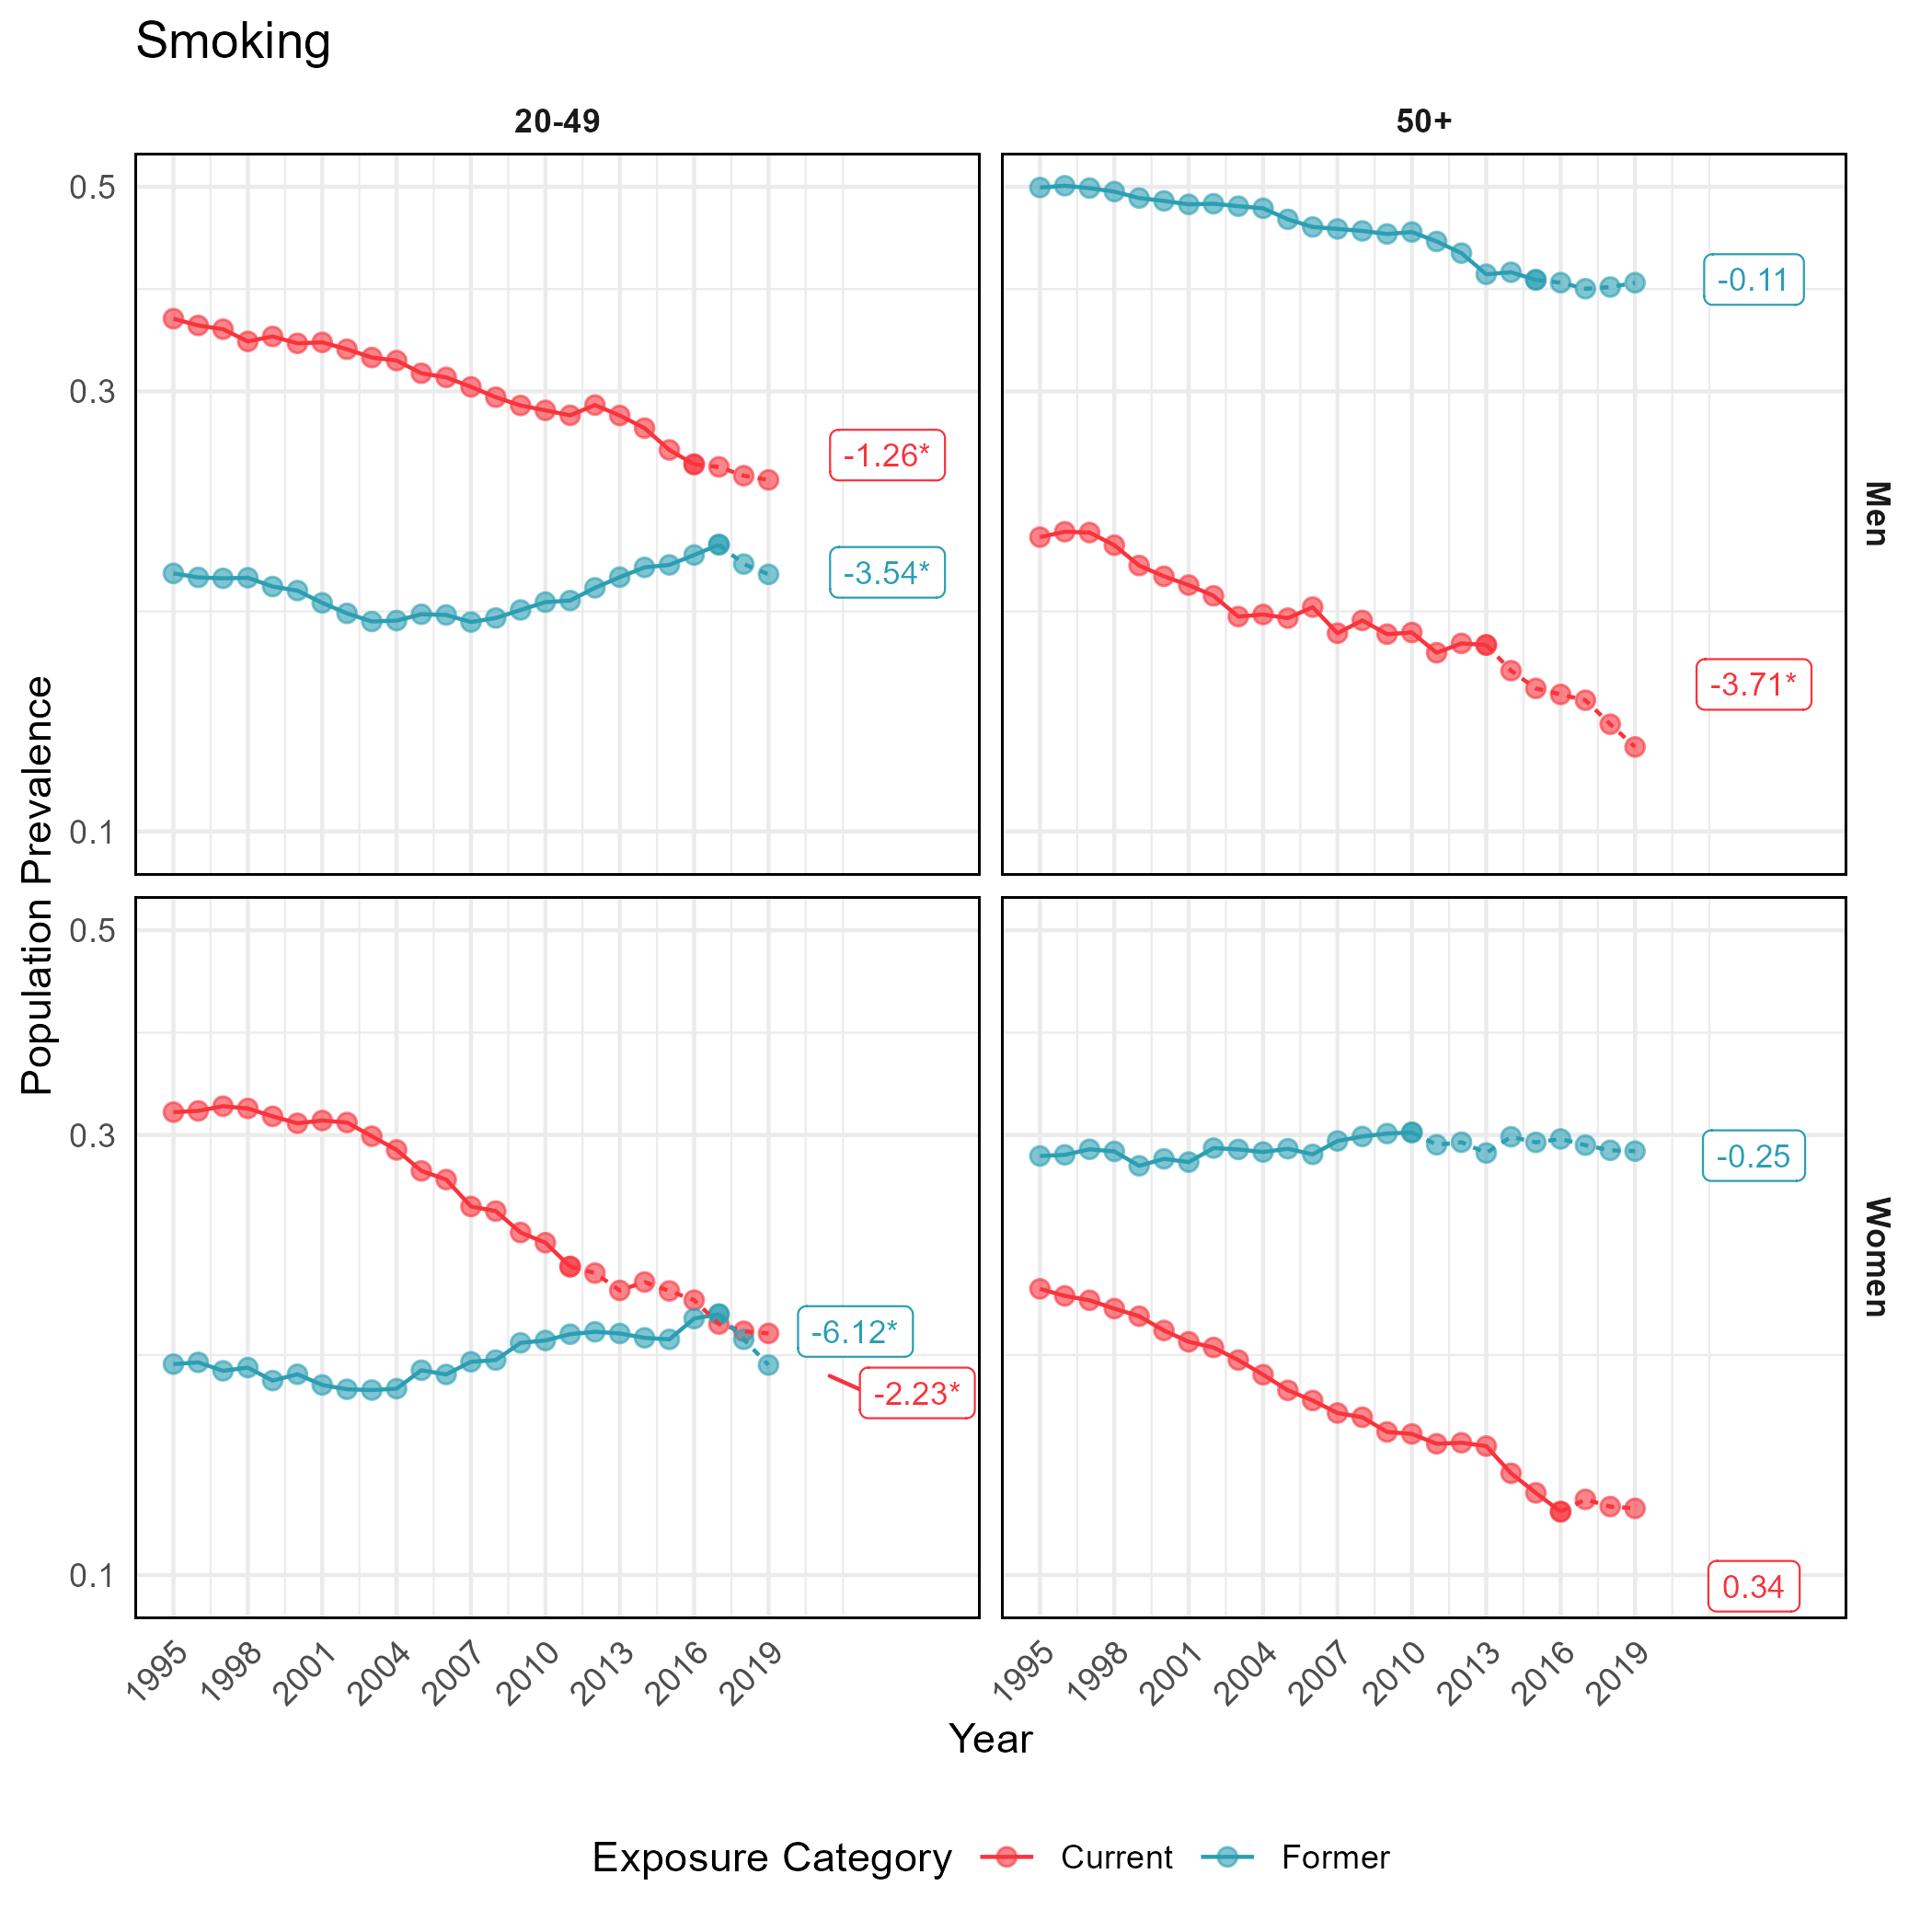 Smoking
20-49
50+
Population Prevalence
0.5
0.3
0.1
-1.26*
-3.54*
-0.11
-3.71*
Men
0.5
0.3
0.1
-6.12*
-2.23*
-0.25
0.34
Women
1995 1998 2001 2004 2007 2010 2013 2016 2019
1995 1998 2001 2004 2007 2010 2013 2016 2019
Year
Exposure Category Current Former